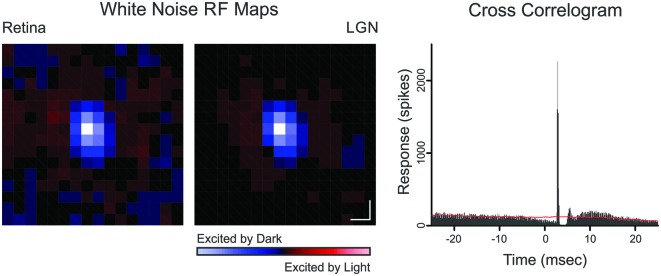 White Noise RF Maps
Retina
LGN
Excited by Dark
Excited by Light
Cross Correlogram
Response (spikes)
2000
1000
0
-20 -10 0 10 20
Time (msec)